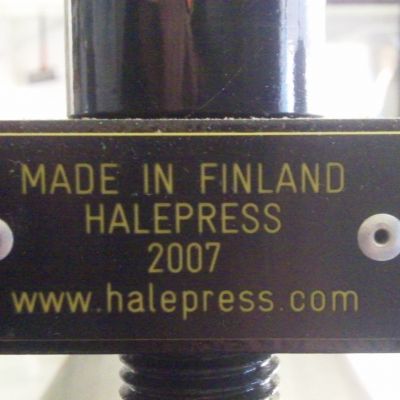 MADE IN FINLAND
HALEPRESS
2007
www.halepress.com